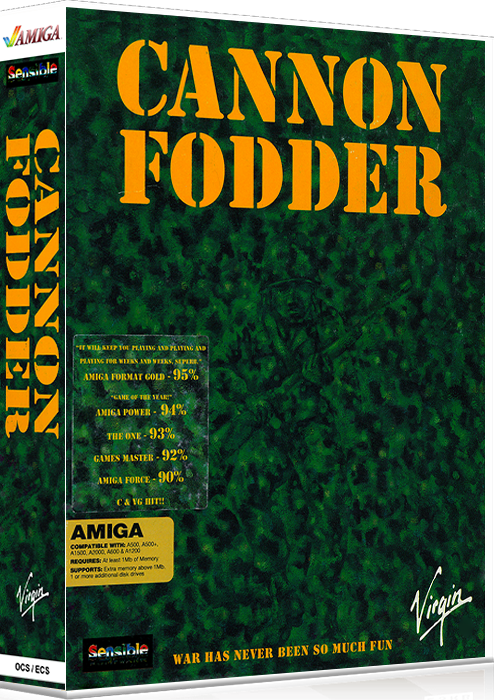 AMIGA
Sensible
CANNON
FODDER
Virgin
OCS/ECS
CANNON
FODDER
"IT WILL KEEP YOU PLAYING AND PLAYING AND
PLAYING FOR WEEKS AND WEEKS. SUPERB."
AMIGA FORMAT GOLD - 95%
"GAME OF THE YEAR!"
AMIGA POWER - 94%
THE ONE - 93%
GAMES MASTER - 92%
AMIGA FORCE - 90%
C & VG HIT!!
AMIGA
COMPATIBLE WITH: A500, A500+,
A1500, A2000, A600 & A1200
REQUIRES: At least 1Mb of Memory
SUPPORTS: Extra memory above 1Mb,
1 or more additional disk drives
Sensible
Virgin
WAR HAS NEVER BEEN SO MUCH FUN